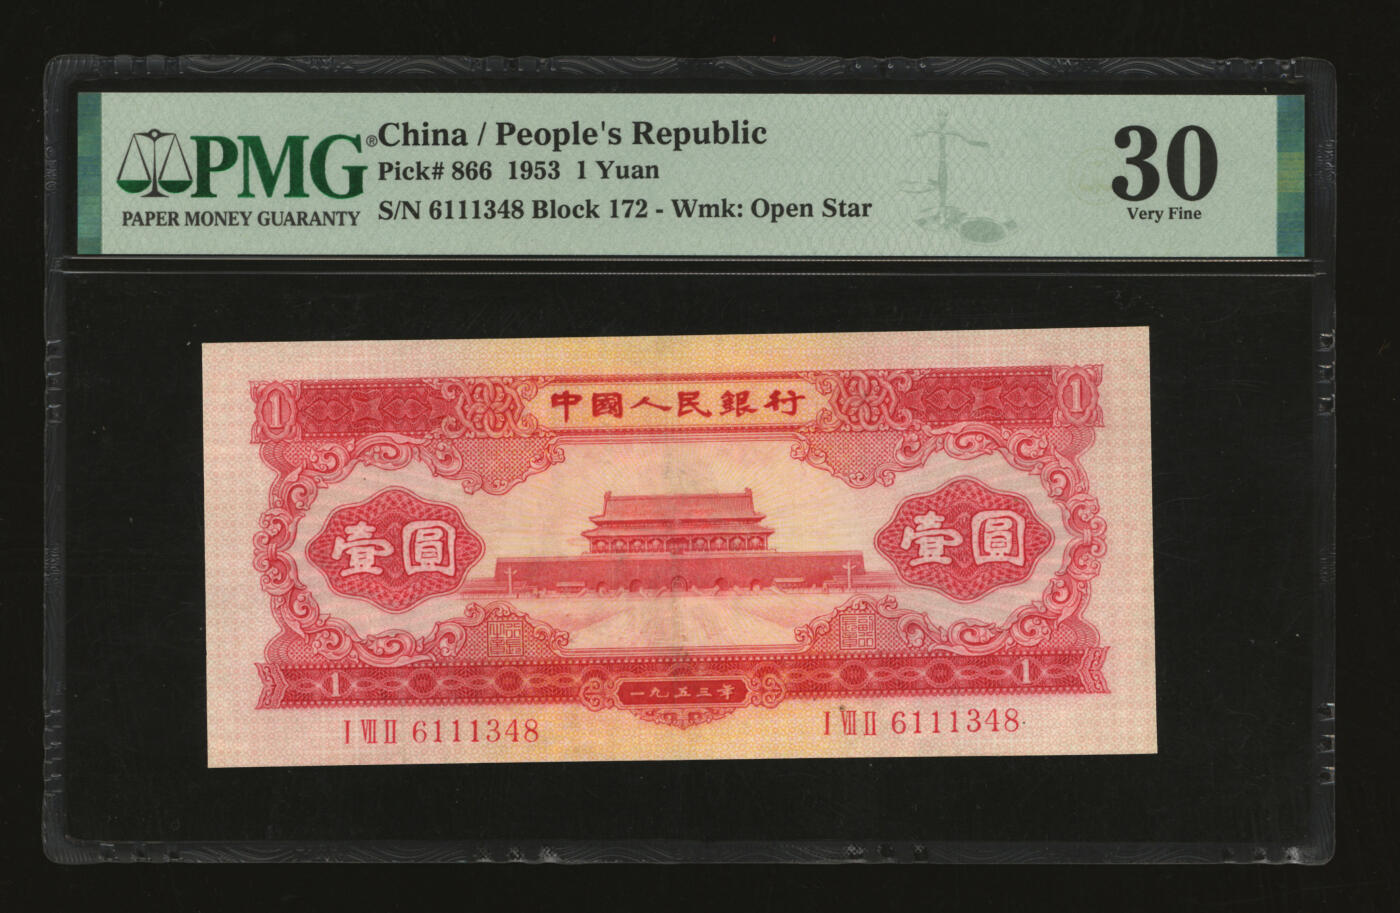 PMG®
PAPER MONEY GUARANTY
China / People's Republic
Pick# 866 1953 1 Yuan
S/N 6111348 Block 172 - Wmk: Open Star
30
Very Fine
1
中國人民銀行
1
壹圓
壹圓
1
一九五三年
1
I VII II 6111348
I VII II 6111348